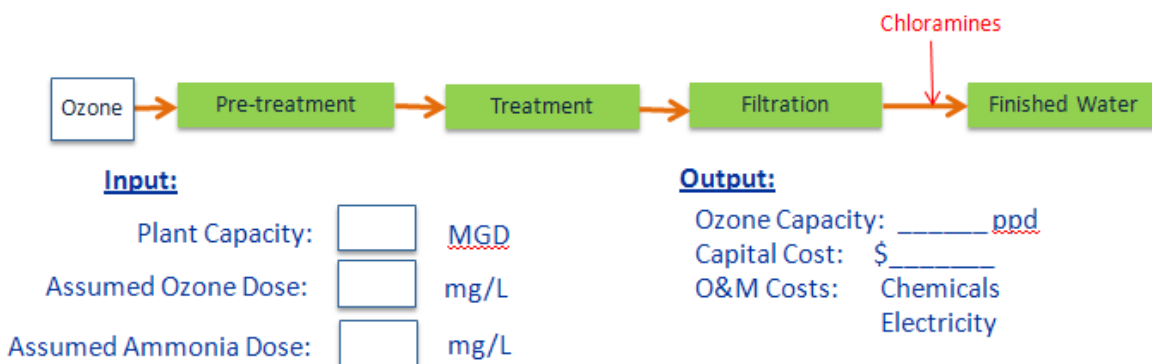 Chloramines
Ozone
Pre-treatment
Treatment
Filtration
Finished Water
Input:
Plant Capacity: MGD
Assumed Ozone Dose: mg/L
Assumed Ammonia Dose: mg/L
Output:
Ozone Capacity: ______ ppd
Capital Cost: $_______
O&M Costs: Chemicals
Electricity